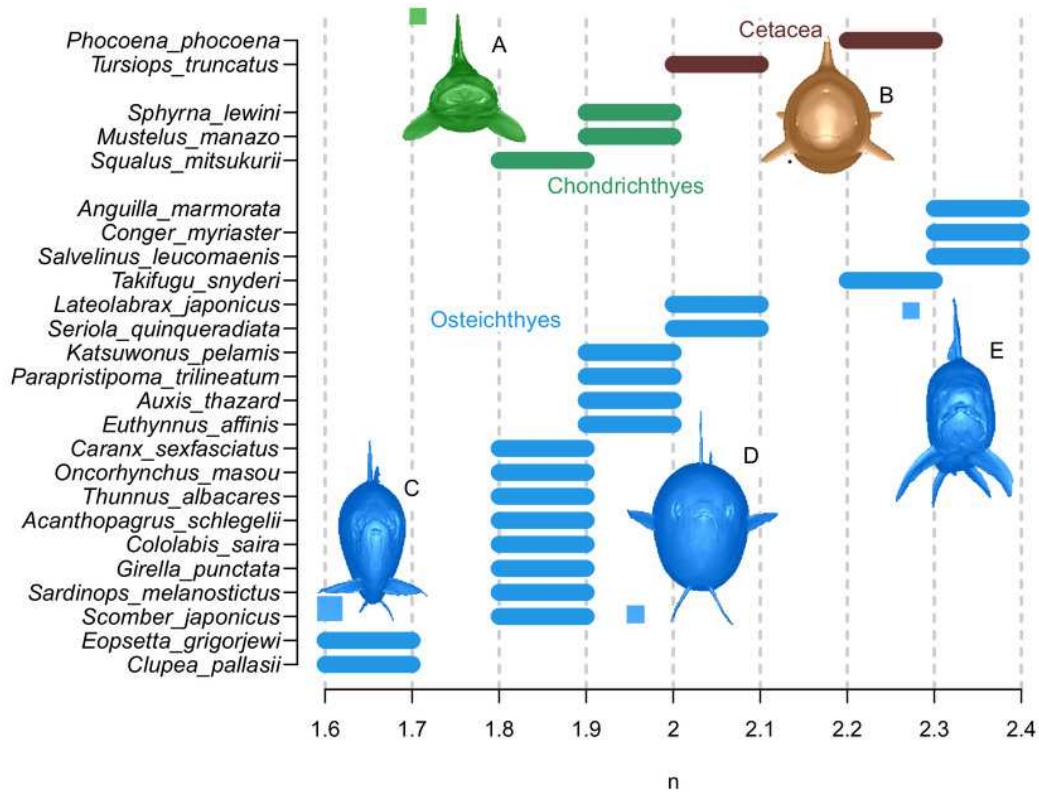 Phocoena_phocoena
Cetacea
A
Tursiops_truncatus
B
Sphyrna_lewini
Mustelus_manazo
Squalus_mitsukurii
Chondrichthyes
Anguilla_marmorata
Conger_myriaster
Salvelinus_leucomaenis
Takifugu_snyderi
Lateolabrax_japonicus
Seriola_quinqueradiata
Osteichthyes
Katsuwonus_pelamis
E
Parapristipoma_trilineatum
Auxis_thazard
Euthynnus_affinis
Caranx_sexfasciatus
D
Oncorhynchus_masou
C
Thunnus_albacares
Acanthopagrus_schlegelii
Cololabis_saira
Girella_punctata
Sardinops_melanostictus
Scomber_japonicus
Eopsetta_grigorjewi
Clupea_pallasii
1.6 1.7 1.8 1.9 2 2.1 2.2 2.3 2.4
n